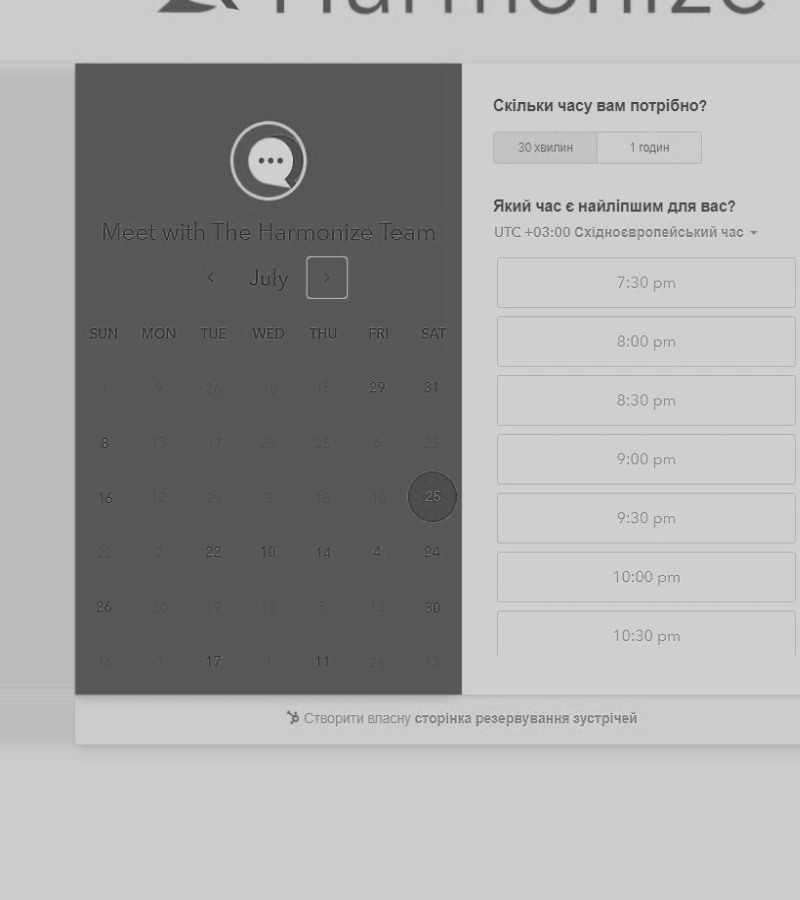 Harmonize
Meet with The Harmonize Team
July
SUN MON TUE WED THU FRI SAT
1 9 26 10 15 29 31
8 13 17 28 25 6 25
16 12 29 3 18 10 25
22 2 22 10 14 4 24
26 30 19 13 5 13 30
16 3 17 1 11 26 13
Скільки часу вам потрібно?
30 хвилин 1 годин
Який час є найліпшим для вас?
UTC +03:00 Східноєвропейський час
7:30 pm
8:00 pm
8:30 pm
9:00 pm
9:30 pm
10:00 pm
10:30 pm
Створити власну сторінка резервування зустрічей